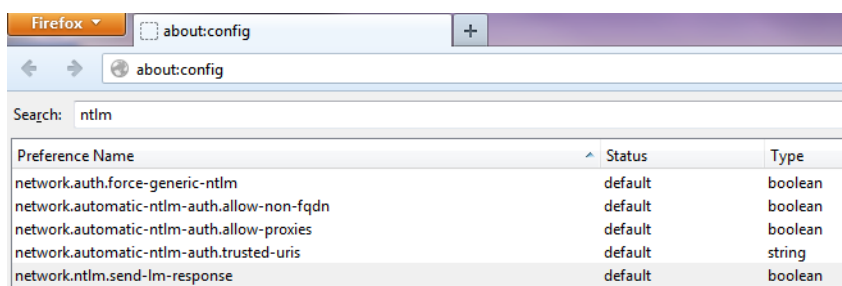 Firefox
about:config
+
about:config
Search: ntlm
Preference Name Status Type
network.auth.force-generic-ntlm default boolean
network.automatic-ntlm-auth.allow-non-fqdn default boolean
network.automatic-ntlm-auth.allow-proxies default boolean
network.automatic-ntlm-auth.trusted-uris default string
network.ntlm.send-lm-response default boolean